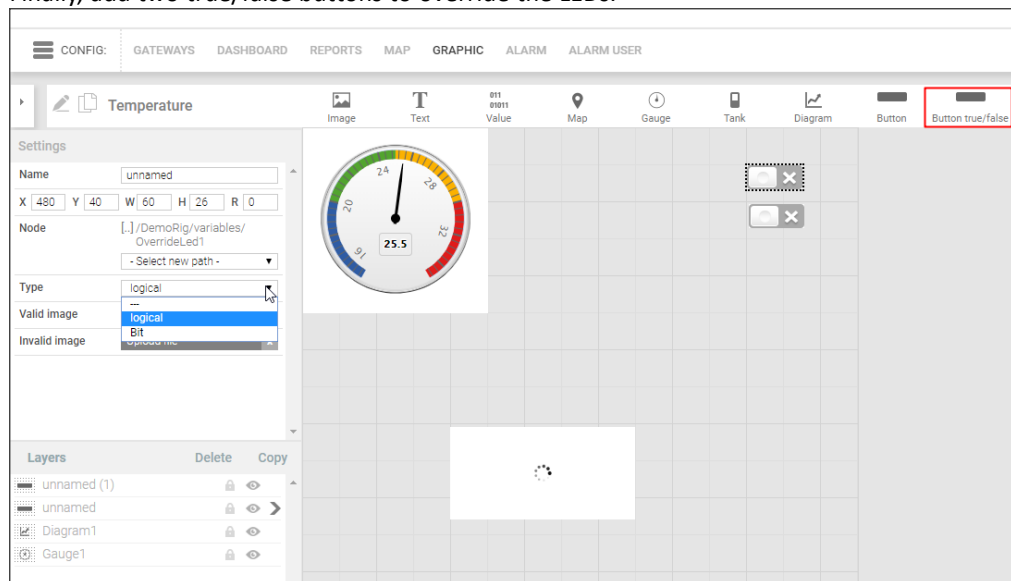 Finally, add two true/false buttons to override the LEDs.
CONFIG: GATEWAYS DASHBOARD REPORTS MAP GRAPHIC ALARM ALARM USER
Temperature
Image Text 011 01011 Value Map Gauge Tank Diagram Button Button true/false
Settings
Name unnamed
X 480 Y 40 W 60 H 26 R 0
Node [..]/DemoRig/variables/
OverrideLed1
- Select new path -
Type logical
---
Valid image logical
Bit
Invalid image Upload file
16 20 24 28 32
25.5
Layers Delete Copy
unnamed (1)
unnamed
Diagram1
Gauge1